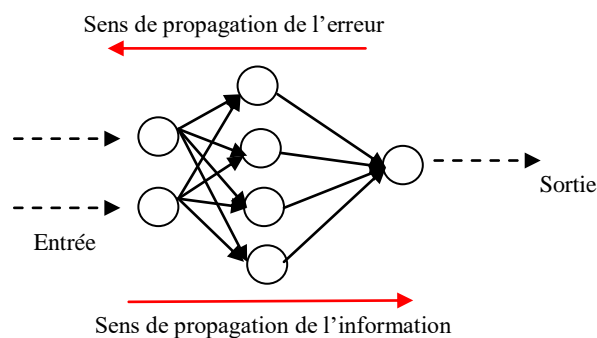 Sens de propagation de l'erreur
Sortie
Entrée
Sens de propagation de l'information